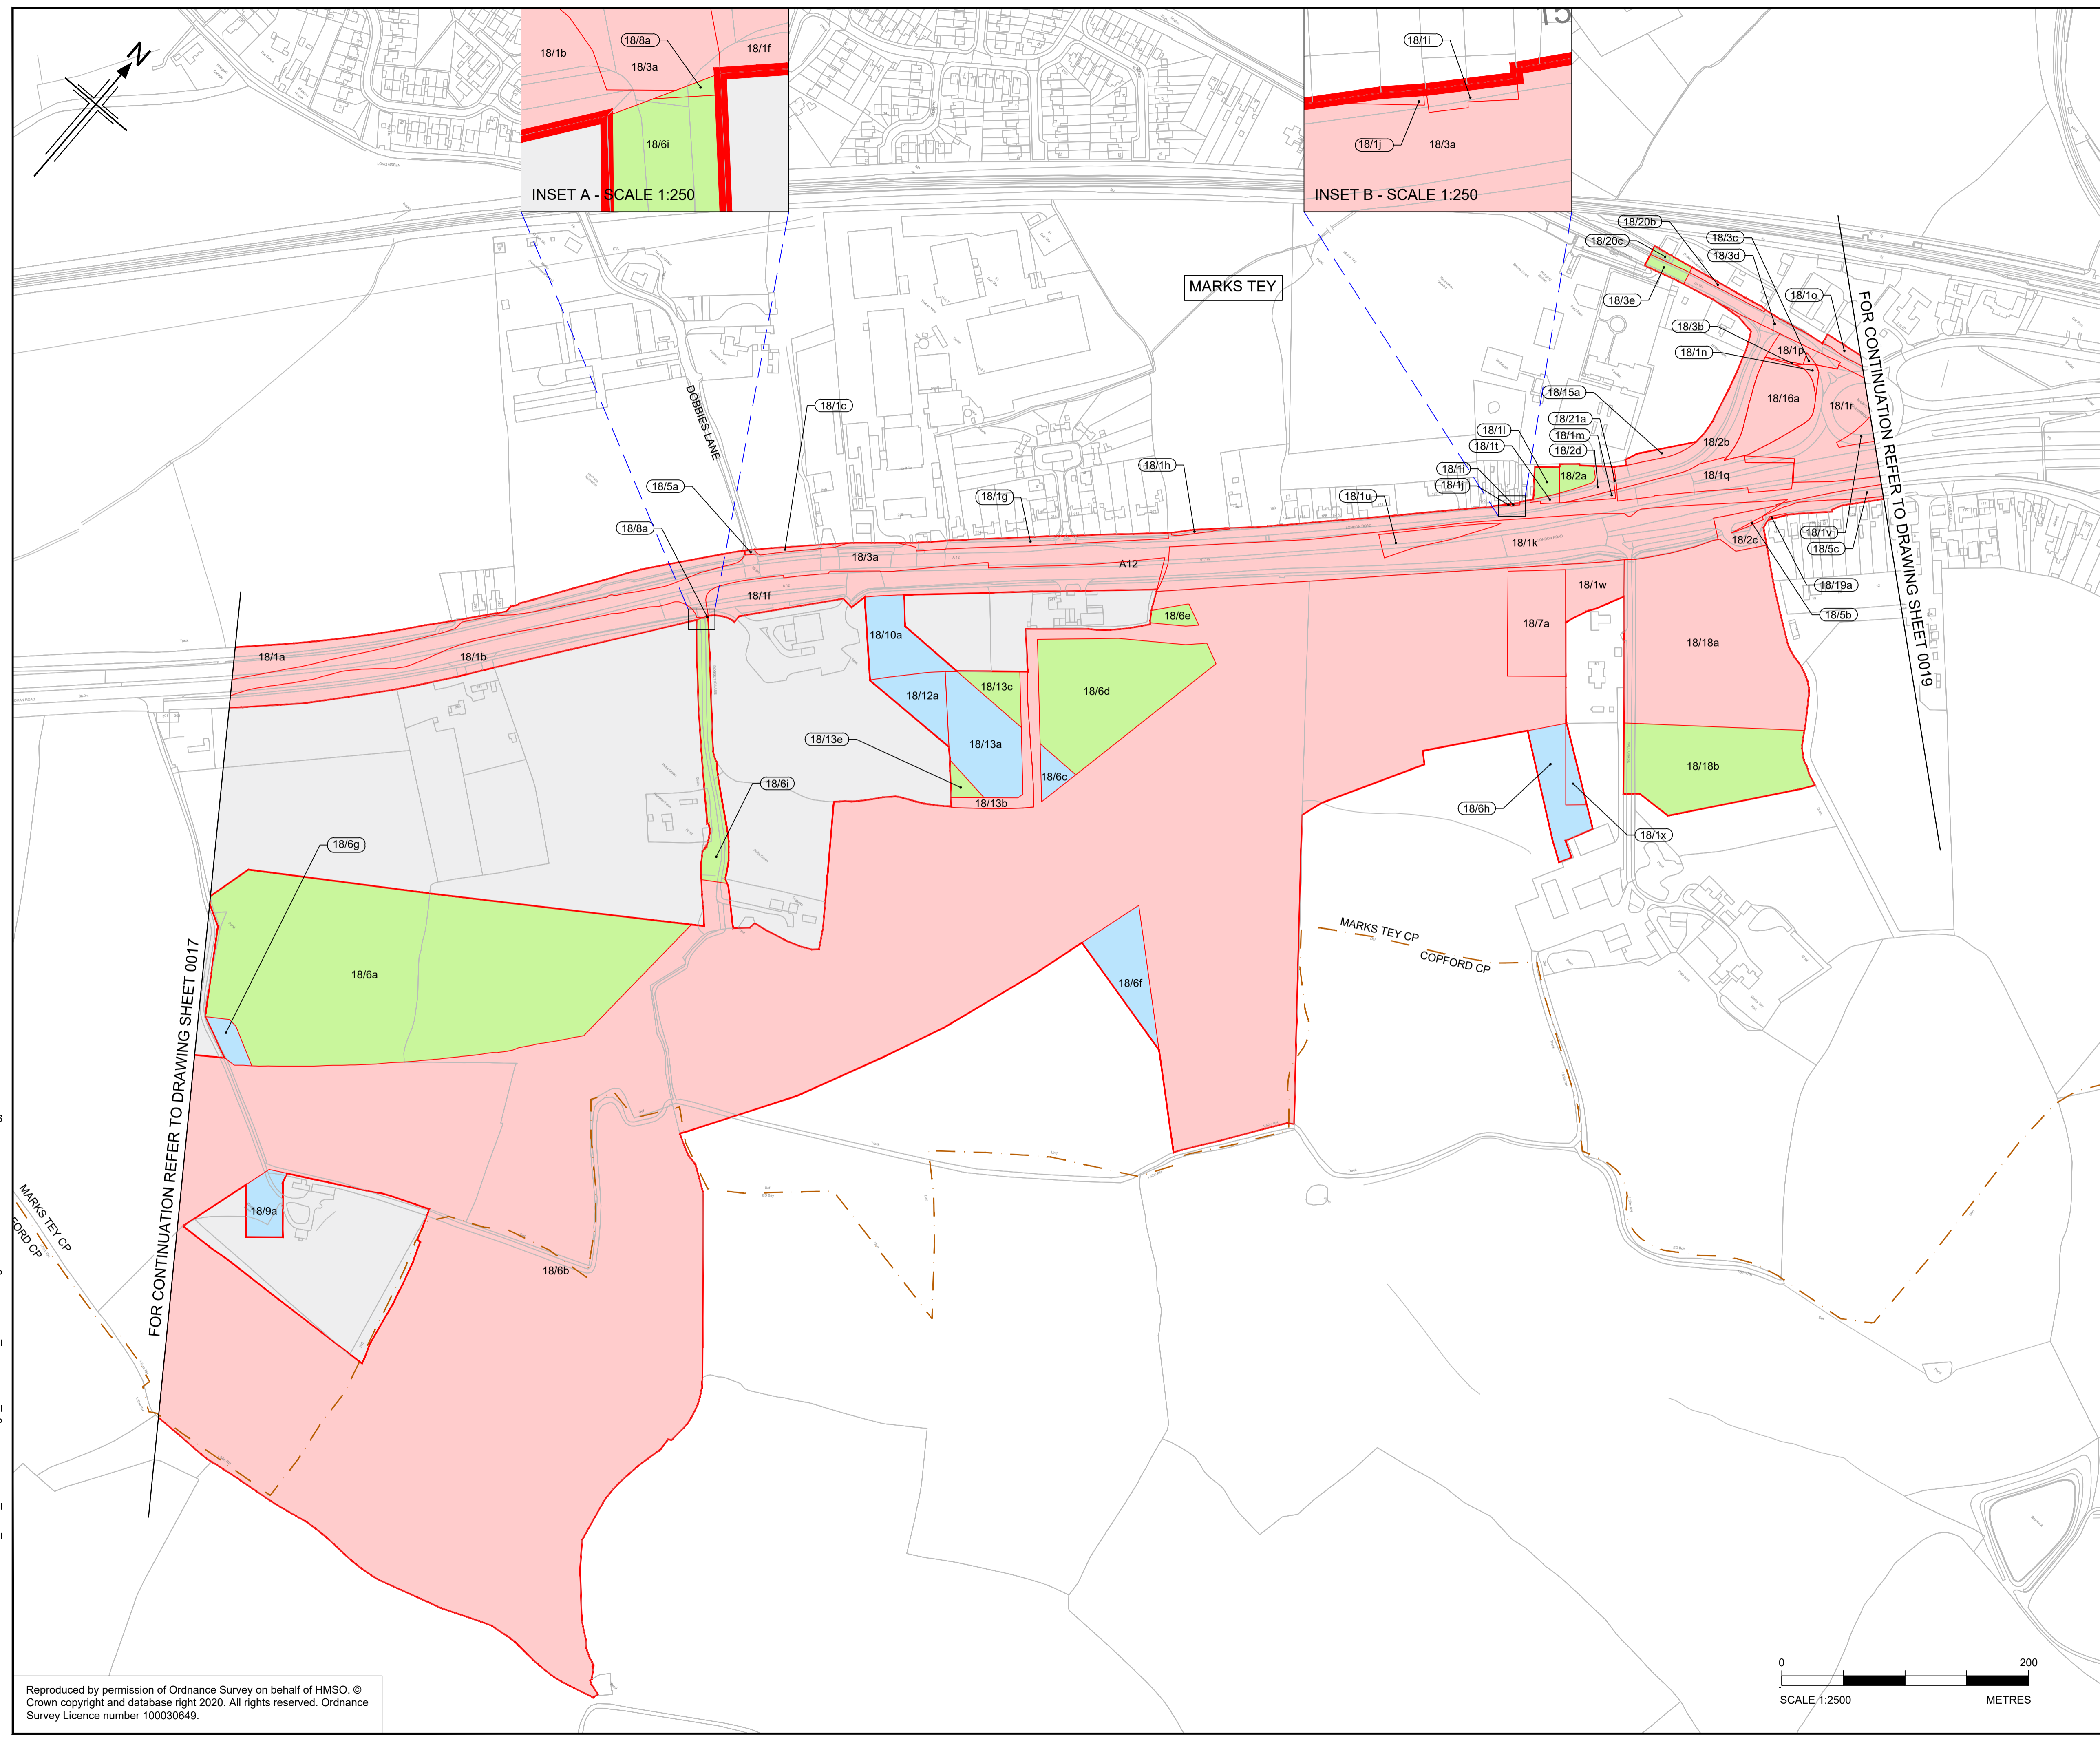 N
18/1b
18/8a
18/3a
18/1f
18/6i
INSET A - SCALE 1:250
15
18/1i
18/1j
18/3a
INSET B - SCALE 1:250
MARKS TEY
18/20b
18/20c
18/3c
18/3d
18/3e
18/1o
18/3b
18/1n
18/1p
18/16a
18/1r
18/15a
18/21a
18/1m
18/2d
18/1l
18/1t
18/1i
18/1j
18/2a
18/2b
18/1q
DOBBIES LANE
18/1c
18/5a
18/8a
18/1g
18/1h
18/1u
18/3a
A12
18/1k
18/2c
18/1v
18/5c
18/19a
18/5b
18/1f
18/1a
18/1b
18/10a
18/6e
18/7a
18/1w
18/18a
18/12a
18/13c
18/6d
18/13e
18/13a
18/6c
18/13b
18/6i
18/18b
18/6h
18/1x
18/6g
18/6a
18/6f
MARKS TEY CP
COPFORD CP
FOR CONTINUATION REFER TO DRAWING SHEET 0017
FOR CONTINUATION REFER TO DRAWING SHEET 0019
MARKS TEY CP
FORD CP
18/9a
18/6b
0
200
SCALE 1:2500
METRES
Reproduced by permission of Ordnance Survey on behalf of HMSO. ©
Crown copyright and database right 2020. All rights reserved. Ordnance
Survey Licence number 100030649.